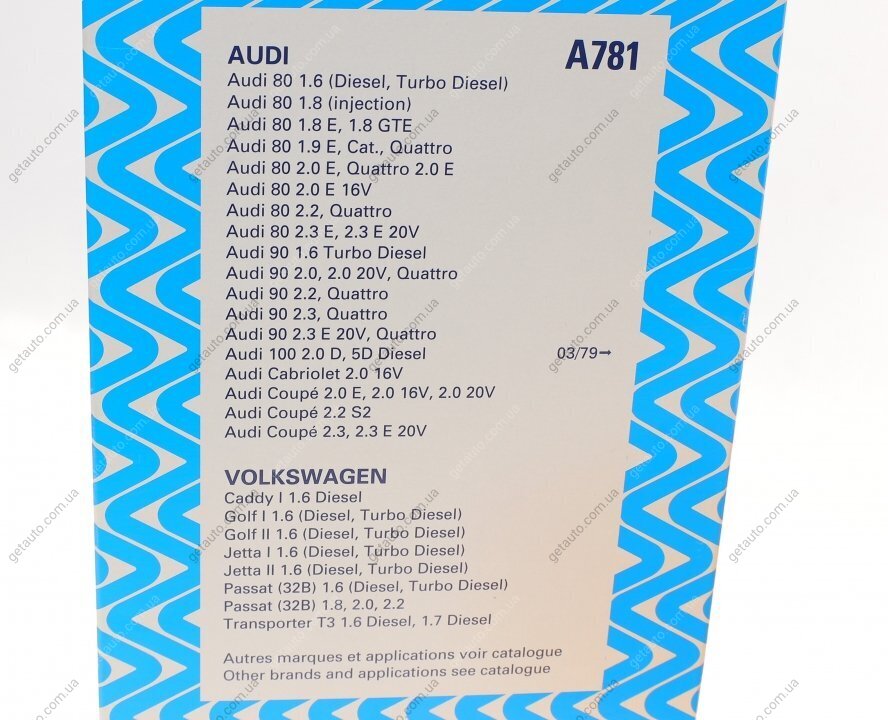 AUDI A781
Audi 80 1.6 (Diesel, Turbo Diesel)
Audi 80 1.8 (injection)
Audi 80 1.8 E, 1.8 GTE
Audi 80 1.9 E, Cat., Quattro
Audi 80 2.0 E, Quattro 2.0 E
Audi 80 2.0 E 16V
Audi 80 2.2, Quattro
Audi 80 2.3 E, 2.3 E 20V
Audi 90 1.6 Turbo Diesel
Audi 90 2.0, 2.0 20V, Quattro
Audi 90 2.2, Quattro
Audi 90 2.3, Quattro
Audi 90 2.3 E 20V, Quattro
Audi 100 2.0 D, 5D Diesel 03/79→
Audi Cabriolet 2.0 16V
Audi Coupé 2.0 E, 2.0 16V, 2.0 20V
Audi Coupé 2.2 S2
Audi Coupé 2.3, 2.3 E 20V
VOLKSWAGEN
Caddy I 1.6 Diesel
Golf I 1.6 (Diesel, Turbo Diesel)
Golf II 1.6 (Diesel, Turbo Diesel)
Jetta I 1.6 (Diesel, Turbo Diesel)
Jetta II 1.6 (Diesel, Turbo Diesel)
Passat (32B) 1.6 (Diesel, Turbo Diesel)
Passat (32B) 1.8, 2.0, 2.2
Transporter T3 1.6 Diesel, 1.7 Diesel
Autres marques et applications voir catalogue
Other brands and applications see catalogue
getauto.com.ua